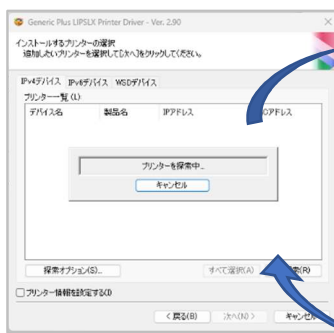 Generic Plus LIPSLX Printer Driver - Ver. 2.90
インストールするプリンターの選択
追加したいプリンターを選択して[次へ]をクリックしてください。
IPv4デバイス IPv6デバイス WSDデバイス
プリンター一覧(L)
デバイス名 製品名 IPアドレス
プリンターを探索中...
キャンセル
探索オプション(S)... すべて選択(A) 索(R)
プリンター情報を設定する(I)
< 戻る(B) 次へ(N) > キャンセル